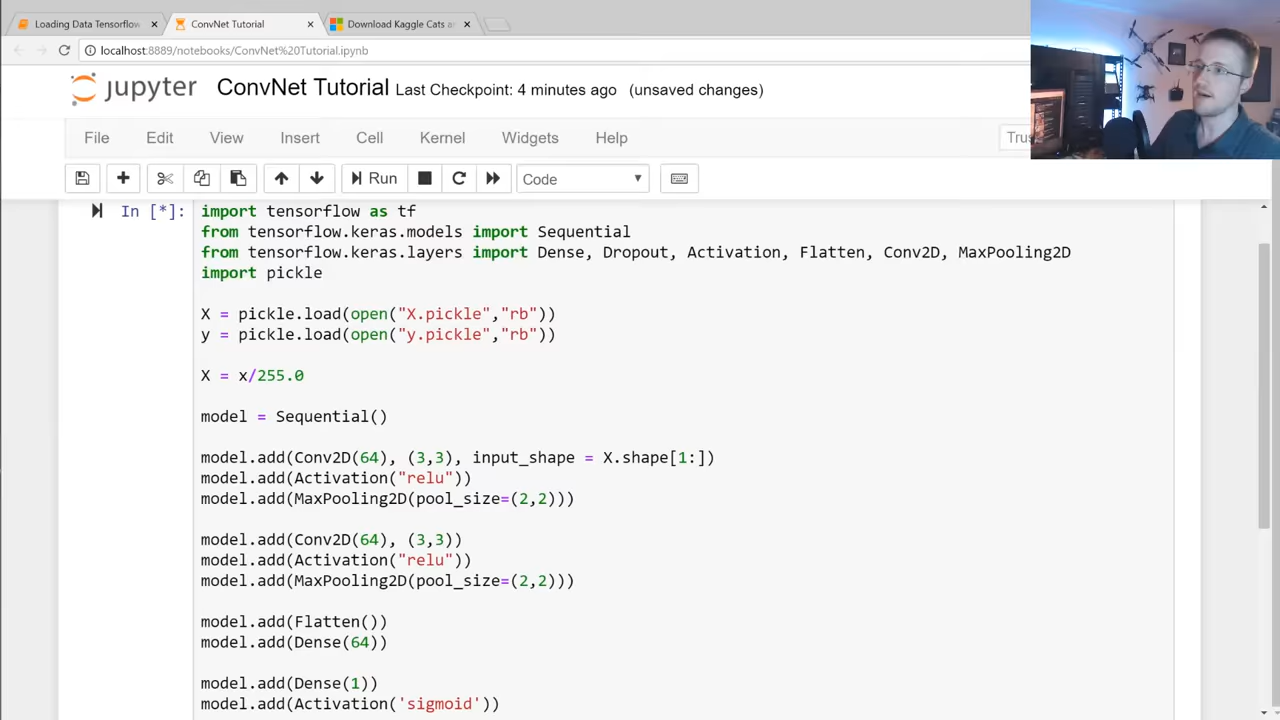 Loading Data Tensorflow
ConvNet Tutorial
Download Kaggle Cats a
localhost:8889/notebooks/ConvNet%20Tutorial.ipynb
jupyter ConvNet Tutorial Last Checkpoint: 4 minutes ago (unsaved changes)
File Edit View Insert Cell Kernel Widgets Help Trus
Run Code
In [*]: import tensorflow as tf
from tensorflow.keras.models import Sequential
from tensorflow.keras.layers import Dense, Dropout, Activation, Flatten, Conv2D, MaxPooling2D
import pickle
X = pickle.load(open("X.pickle","rb"))
y = pickle.load(open("y.pickle","rb"))
X = x/255.0
model = Sequential()
model.add(Conv2D(64), (3,3), input_shape = X.shape[1:])
model.add(Activation("relu"))
model.add(MaxPooling2D(pool_size=(2,2)))
model.add(Conv2D(64), (3,3))
model.add(Activation("relu"))
model.add(MaxPooling2D(pool_size=(2,2)))
model.add(Flatten())
model.add(Dense(64))
model.add(Dense(1))
model.add(Activation('sigmoid'))